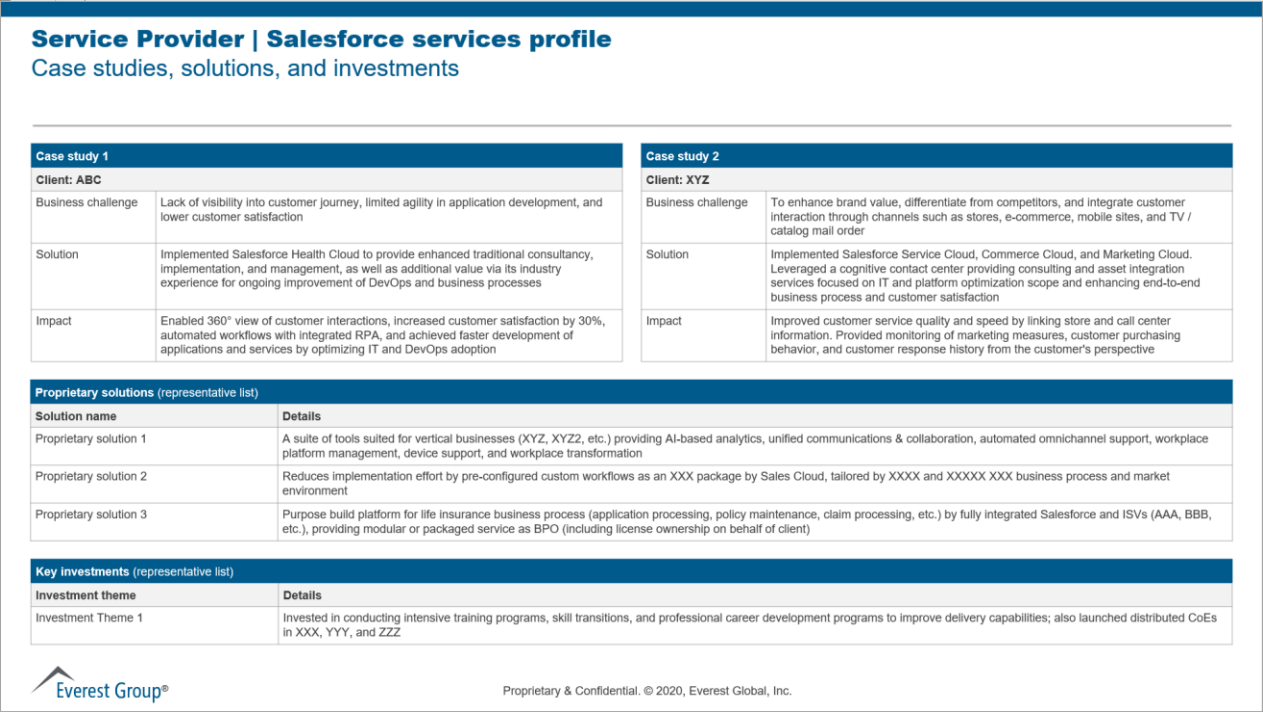 Service Provider | Salesforce services profile
Case studies, solutions, and investments
Case study 1
Client: ABC
Business challenge
Lack of visibility into customer journey, limited agility in application development, and
lower customer satisfaction
Solution
Implemented Salesforce Health Cloud to provide enhanced traditional consultancy,
implementation, and management, as well as additional value via its industry
experience for ongoing improvement of DevOps and business processes
Impact
Enabled 360° view of customer interactions, increased customer satisfaction by 30%,
automated workflows with integrated RPA, and achieved faster development of
applications and services by optimizing IT and DevOps adoption
Case study 2
Client: XYZ
Business challenge
To enhance brand value, differentiate from competitors, and integrate customer
interaction through channels such as stores, e-commerce, mobile sites, and TV /
catalog mail order
Solution
Implemented Salesforce Service Cloud, Commerce Cloud, and Marketing Cloud.
Leveraged a cognitive contact center providing consulting and asset integration
services focused on IT and platform optimization scope and enhancing end-to-end
business process and customer satisfaction
Impact
Improved customer service quality and speed by linking store and call center
information. Provided monitoring of marketing measures, customer purchasing
behavior, and customer response history from the customer's perspective
Proprietary solutions (representative list)
Solution name
Details
Proprietary solution 1
A suite of tools suited for vertical businesses (XYZ, XYZ2, etc.) providing AI-based analytics, unified communications & collaboration, automated omnichannel support, workplace
platform management, device support, and workplace transformation
Proprietary solution 2
Reduces implementation effort by pre-configured custom workflows as an XXX package by Sales Cloud, tailored by XXXX and XXXXX XXX business process and market
environment
Proprietary solution 3
Purpose build platform for life insurance business process (application processing, policy maintenance, claim processing, etc.) by fully integrated Salesforce and ISVs (AAA, BBB,
etc.), providing modular or packaged service as BPO (including license ownership on behalf of client)
Key investments (representative list)
Investment theme
Details
Investment Theme 1
Invested in conducting intensive training programs, skill transitions, and professional career development programs to improve delivery capabilities; also launched distributed CoEs
in XXX, YYY, and ZZZ
Everest Group®
Proprietary & Confidential. © 2020, Everest Global, Inc.